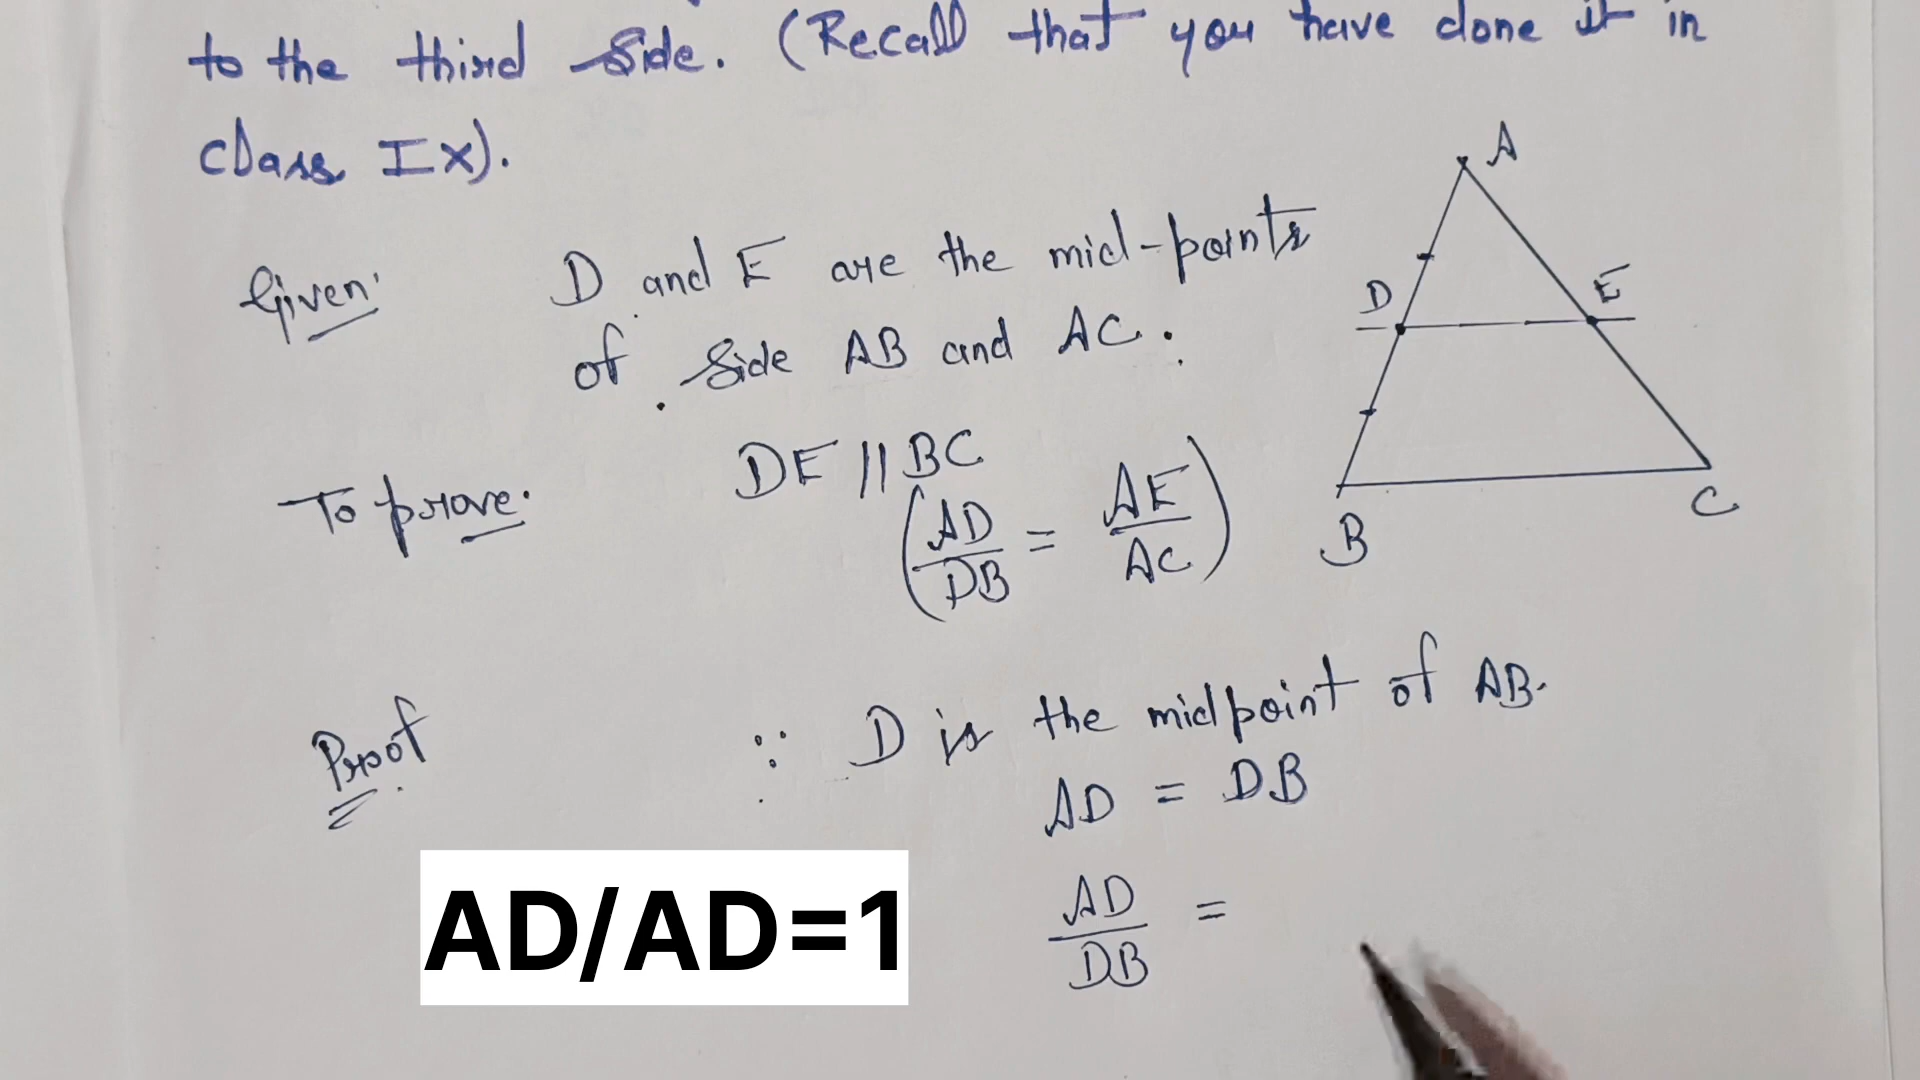 to the third side. (Recall that you have done it in
class IX).
Given: D and E are the mid-points
of side AB and AC.
To prove: DE || BC
(AD/DB = AE/AC)
Proof ∵ D is the midpoint of AB.
AD = DB
AD/DB =
AD/AD=1
A
D
E
B
C